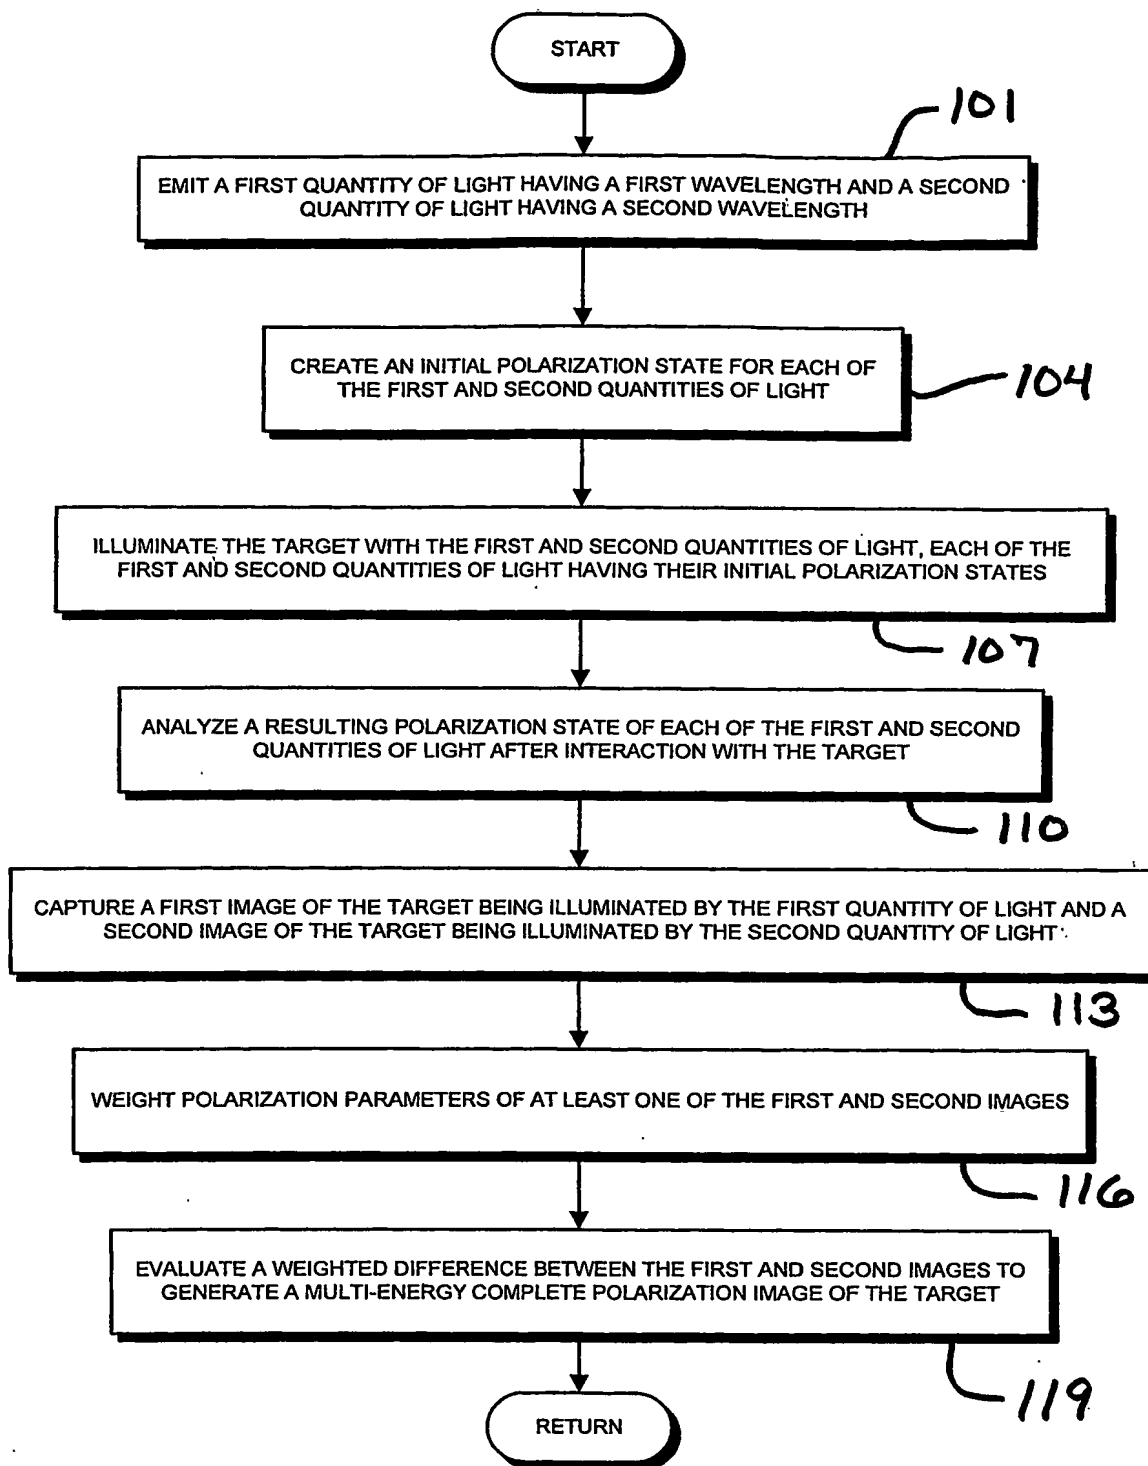 START
101
EMIT A FIRST QUANTITY OF LIGHT HAVING A FIRST WAVELENGTH AND A SECOND
QUANTITY OF LIGHT HAVING A SECOND WAVELENGTH
CREATE AN INITIAL POLARIZATION STATE FOR EACH OF
THE FIRST AND SECOND QUANTITIES OF LIGHT
104
ILLUMINATE THE TARGET WITH THE FIRST AND SECOND QUANTITIES OF LIGHT, EACH OF THE
FIRST AND SECOND QUANTITIES OF LIGHT HAVING THEIR INITIAL POLARIZATION STATES
107
ANALYZE A RESULTING POLARIZATION STATE OF EACH OF THE FIRST AND SECOND
QUANTITIES OF LIGHT AFTER INTERACTION WITH THE TARGET
110
CAPTURE A FIRST IMAGE OF THE TARGET BEING ILLUMINATED BY THE FIRST QUANTITY OF LIGHT AND A
SECOND IMAGE OF THE TARGET BEING ILLUMINATED BY THE SECOND QUANTITY OF LIGHT
113
WEIGHT POLARIZATION PARAMETERS OF AT LEAST ONE OF THE FIRST AND SECOND IMAGES
116
EVALUATE A WEIGHTED DIFFERENCE BETWEEN THE FIRST AND SECOND IMAGES TO
GENERATE A MULTI-ENERGY COMPLETE POLARIZATION IMAGE OF THE TARGET
119
RETURN